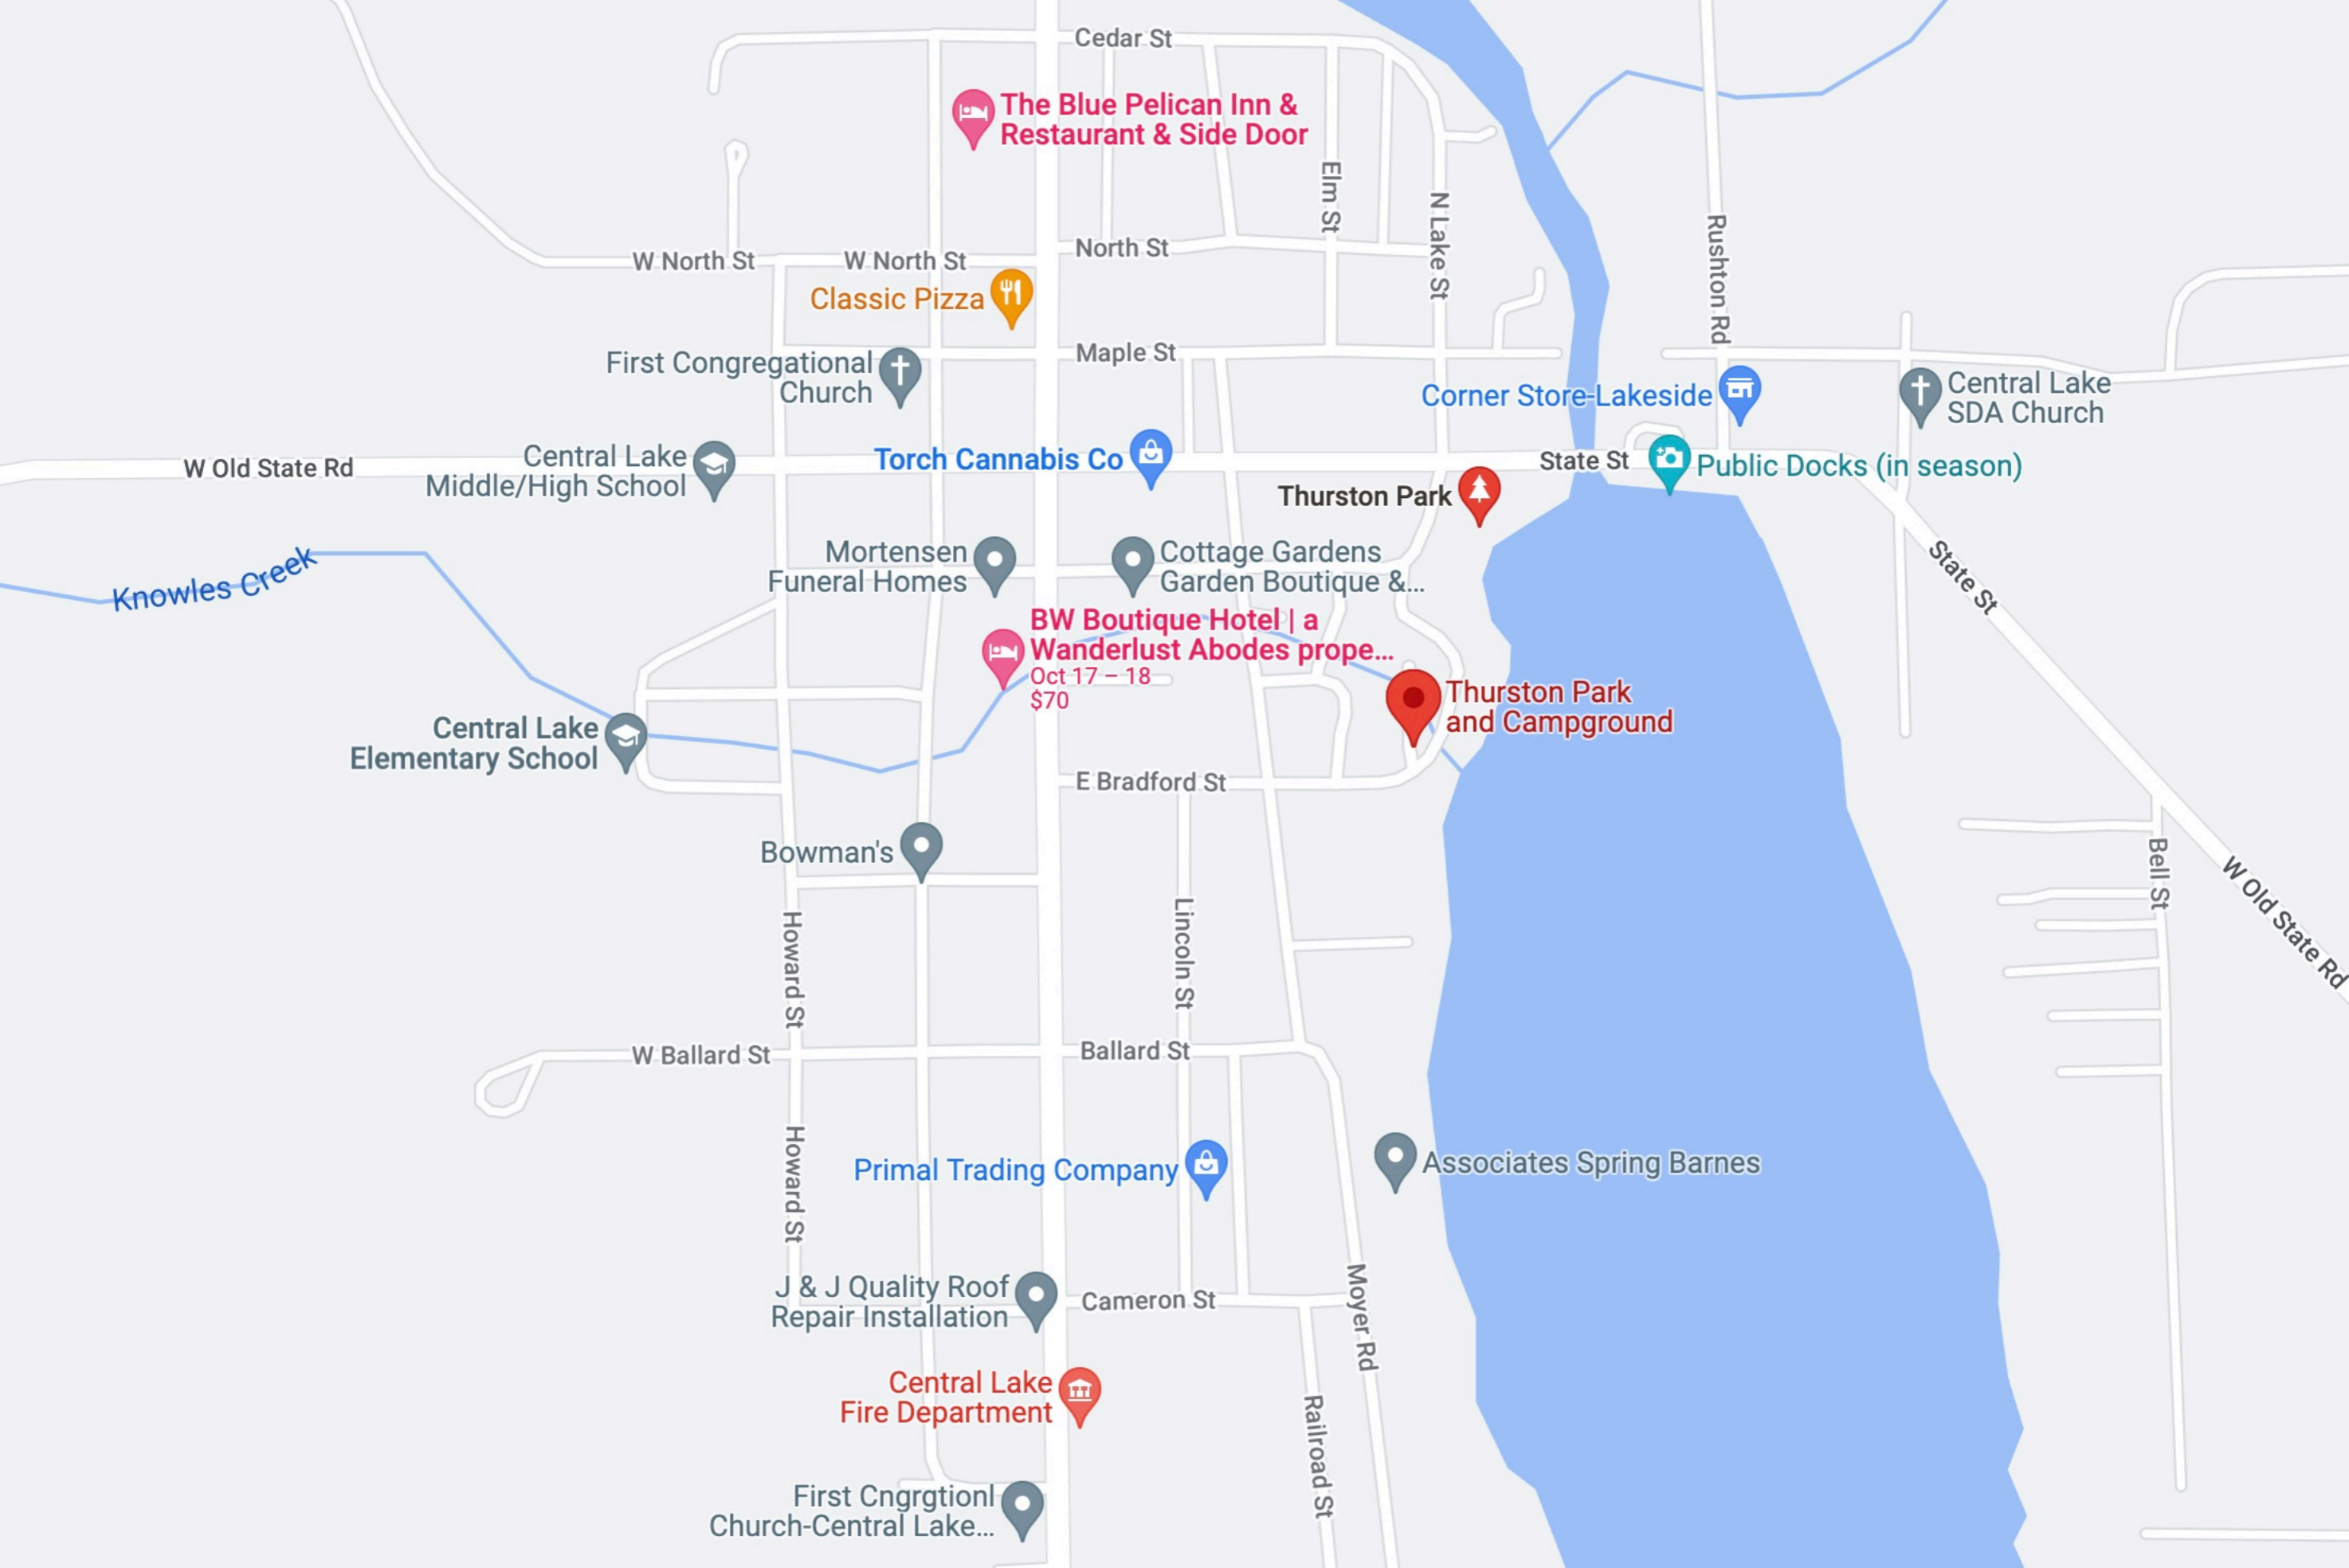 Cedar St
The Blue Pelican Inn &
Restaurant & Side Door
Elm St
N Lake St
Rushton Rd
W North St
W North St
North St
Classic Pizza
Maple St
First Congregational
Church
Corner Store-Lakeside
Central Lake
SDA Church
W Old State Rd
Central Lake
Middle/High School
Torch Cannabis Co
State St
Public Docks (in season)
Thurston Park
Knowles Creek
Mortensen
Funeral Homes
Cottage Gardens
Garden Boutique &...
State St
BW Boutique Hotel | a
Wanderlust Abodes prope...
Oct 17 – 18
$70
Thurston Park
and Campground
Central Lake
Elementary School
E Bradford St
Bowman's
Bell St
W Old State Rd
Howard St
Lincoln St
W Ballard St
Ballard St
Howard St
Primal Trading Company
Associates Spring Barnes
J & J Quality Roof
Repair Installation
Cameron St
Moyer Rd
Central Lake
Fire Department
Railroad St
First Cngrgtionl
Church-Central Lake...